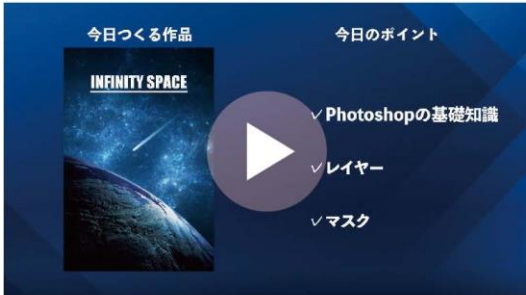 今日つくる作品
INFINITY SPACE
今日のポイント
✓Photoshopの基礎知識
✓レイヤー
✓マスク